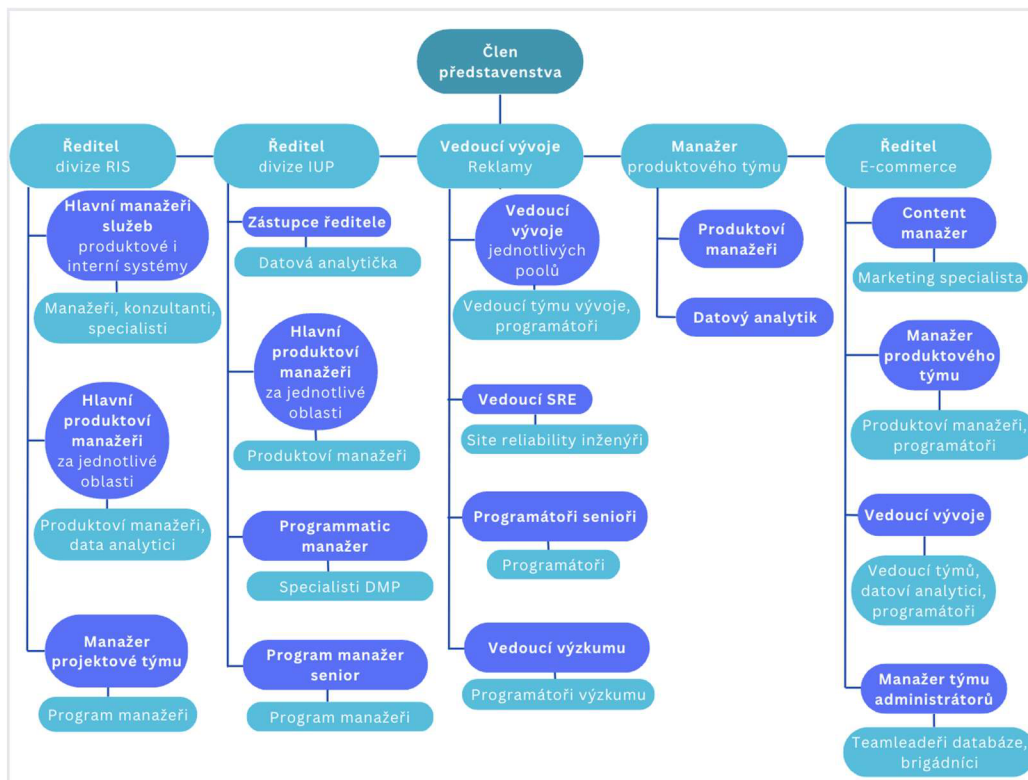 Člen
představenstva
Ředitel
divize RIS
Ředitel
divize IUP
Vedoucí vývoje
Reklamy
Manažer
produktového týmu
Ředitel
E-commerce
Hlavní manažeři
služeb
produktové i
interní systémy
Manažeři, konzultanti,
specialisti
Hlavní
produktoví
manažeři
za jednotlivé
oblasti
Produktoví manažeři,
data analytici
Manažer
projektové týmu
Program manažeři
Zástupce ředitele
Datová analytička
Hlavní
produktoví
manažeři
za jednotlivé
oblasti
Produktoví manažeři
Programmatic
manažer
Specialisti DMP
Program manažer
senior
Program manažeři
Vedoucí
vývoje
jednotlivých
poolů
Vedoucí týmu vývoje,
programátoři
Vedoucí SRE
Site reliability inženýři
Programátoři senioři
Programátoři
Vedoucí výzkumu
Programátoři výzkumu
Produktoví
manažeři
Datový analytik
Content
manažer
Marketing specialista
Manažer
produktového
týmu
Produktoví manažeři,
programátoři
Vedoucí vývoje
Vedoucí týmů,
datoví analytici,
programátoři
Manažer týmu
administrátorů
Teamleadeři databáze,
brigádníci